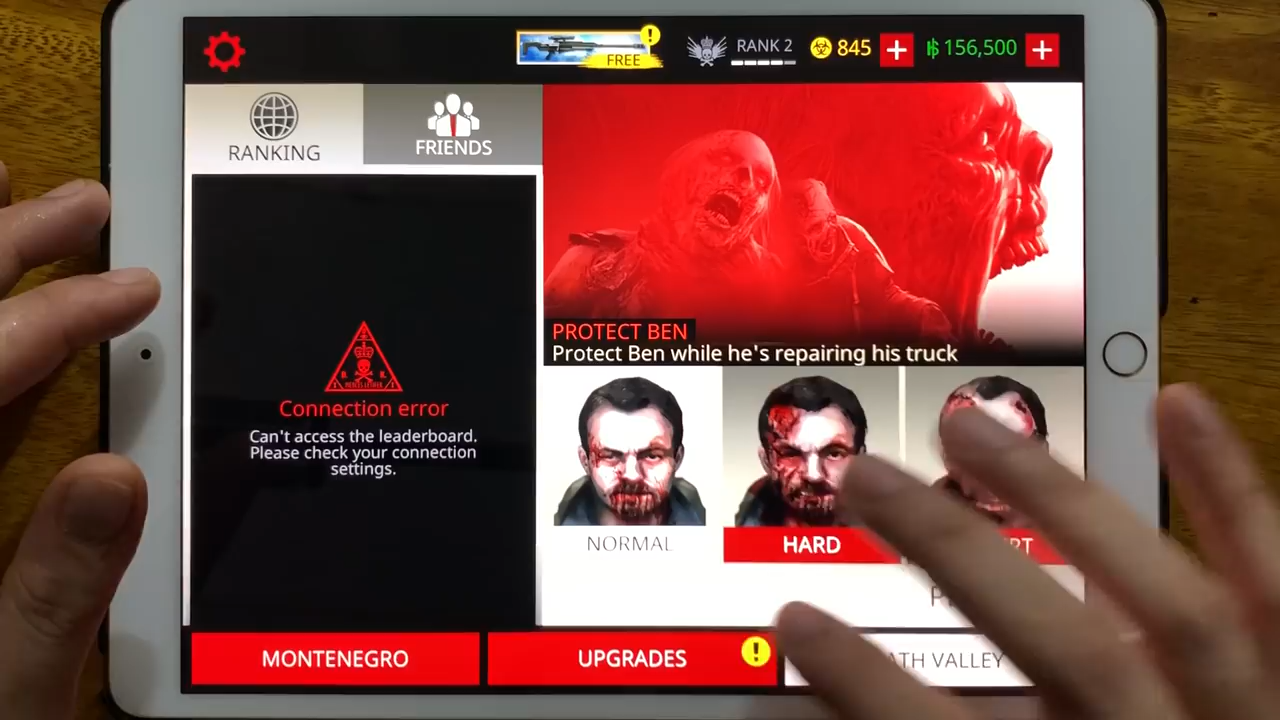 FREE
!
RANK 2
845
+
156,500
+
RANKING
FRIENDS
PROTECT BEN
Protect Ben while he's repairing his truck
Connection error
Can't access the leaderboard.
Please check your connection
settings.
NORMAL
HARD
MONTENEGRO
UPGRADES
!
VALLEY